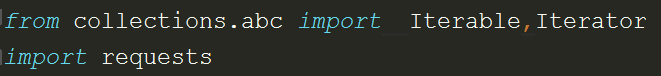 from collections.abc import  Iterable,Iterator
import requests